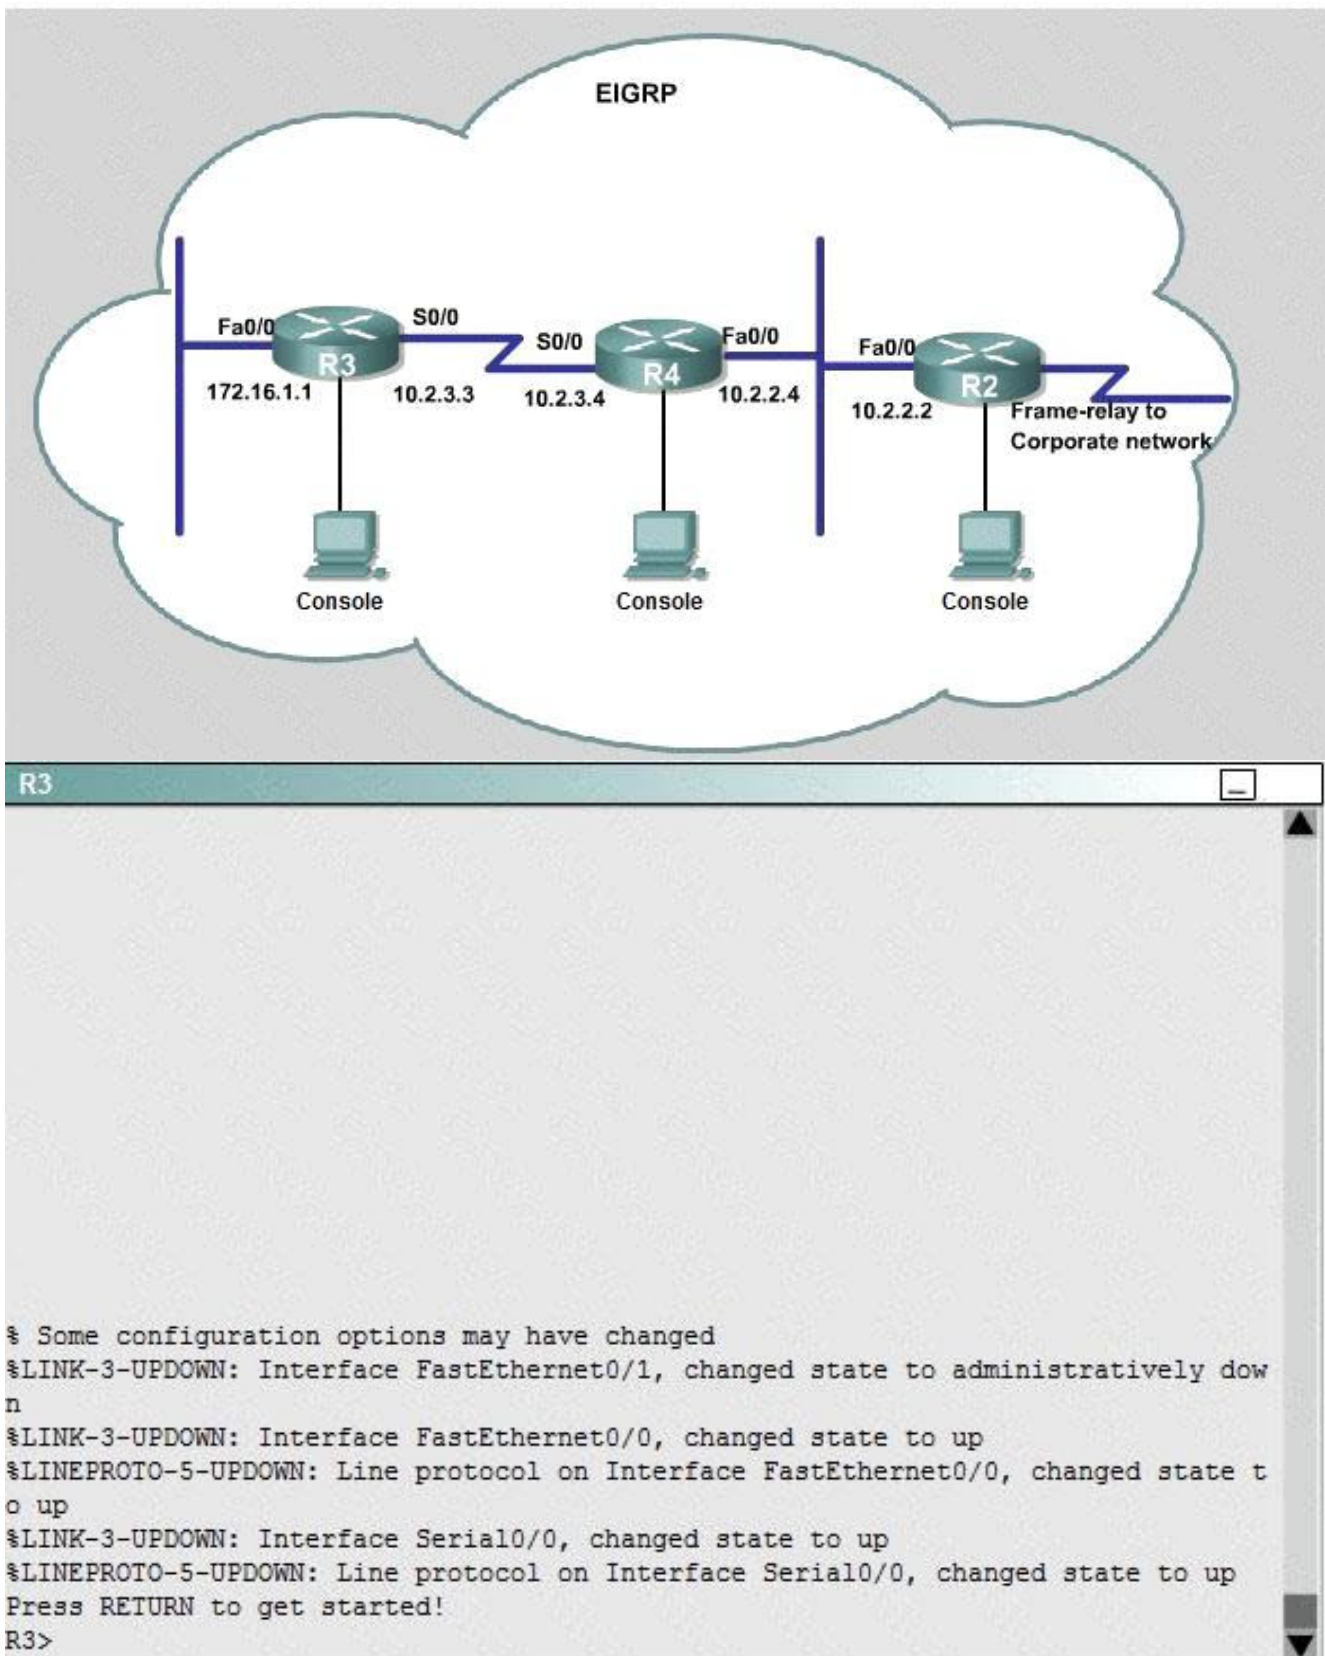 EIGRP
Fa0/0
S0/0
S0/0
Fa0/0
Fa0/0
R3
R4
R2
172.16.1.1
10.2.3.3
10.2.3.4
10.2.2.4
10.2.2.2
Frame-relay to
Corporate network
Console
Console
Console
R3
% Some configuration options may have changed
%LINK-3-UPDOWN: Interface FastEthernet0/1, changed state to administratively dow
n
%LINK-3-UPDOWN: Interface FastEthernet0/0, changed state to up
%LINEPROTO-5-UPDOWN: Line protocol on Interface FastEthernet0/0, changed state t
o up
%LINK-3-UPDOWN: Interface Serial0/0, changed state to up
%LINEPROTO-5-UPDOWN: Line protocol on Interface Serial0/0, changed state to up
Press RETURN to get started!
R3>